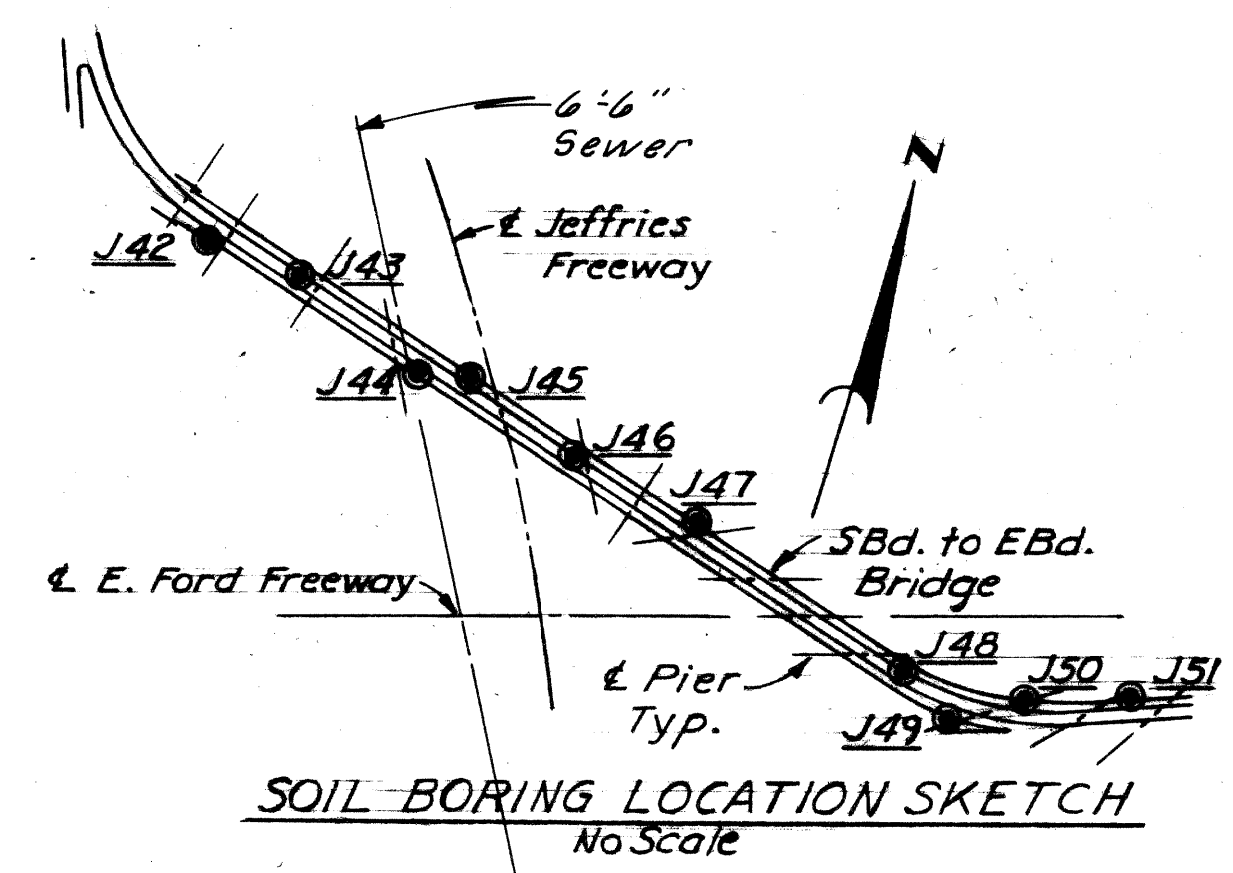 6'-6"
Sewer
N
℄ Jeffries
Freeway
J42
J43
J44
J45
J46
J47
SBd. to EBd.
Bridge
℄ E. Ford Freeway
J48
℄ Pier
Typ.
J50
J51
J49
SOIL BORING LOCATION SKETCH
No Scale